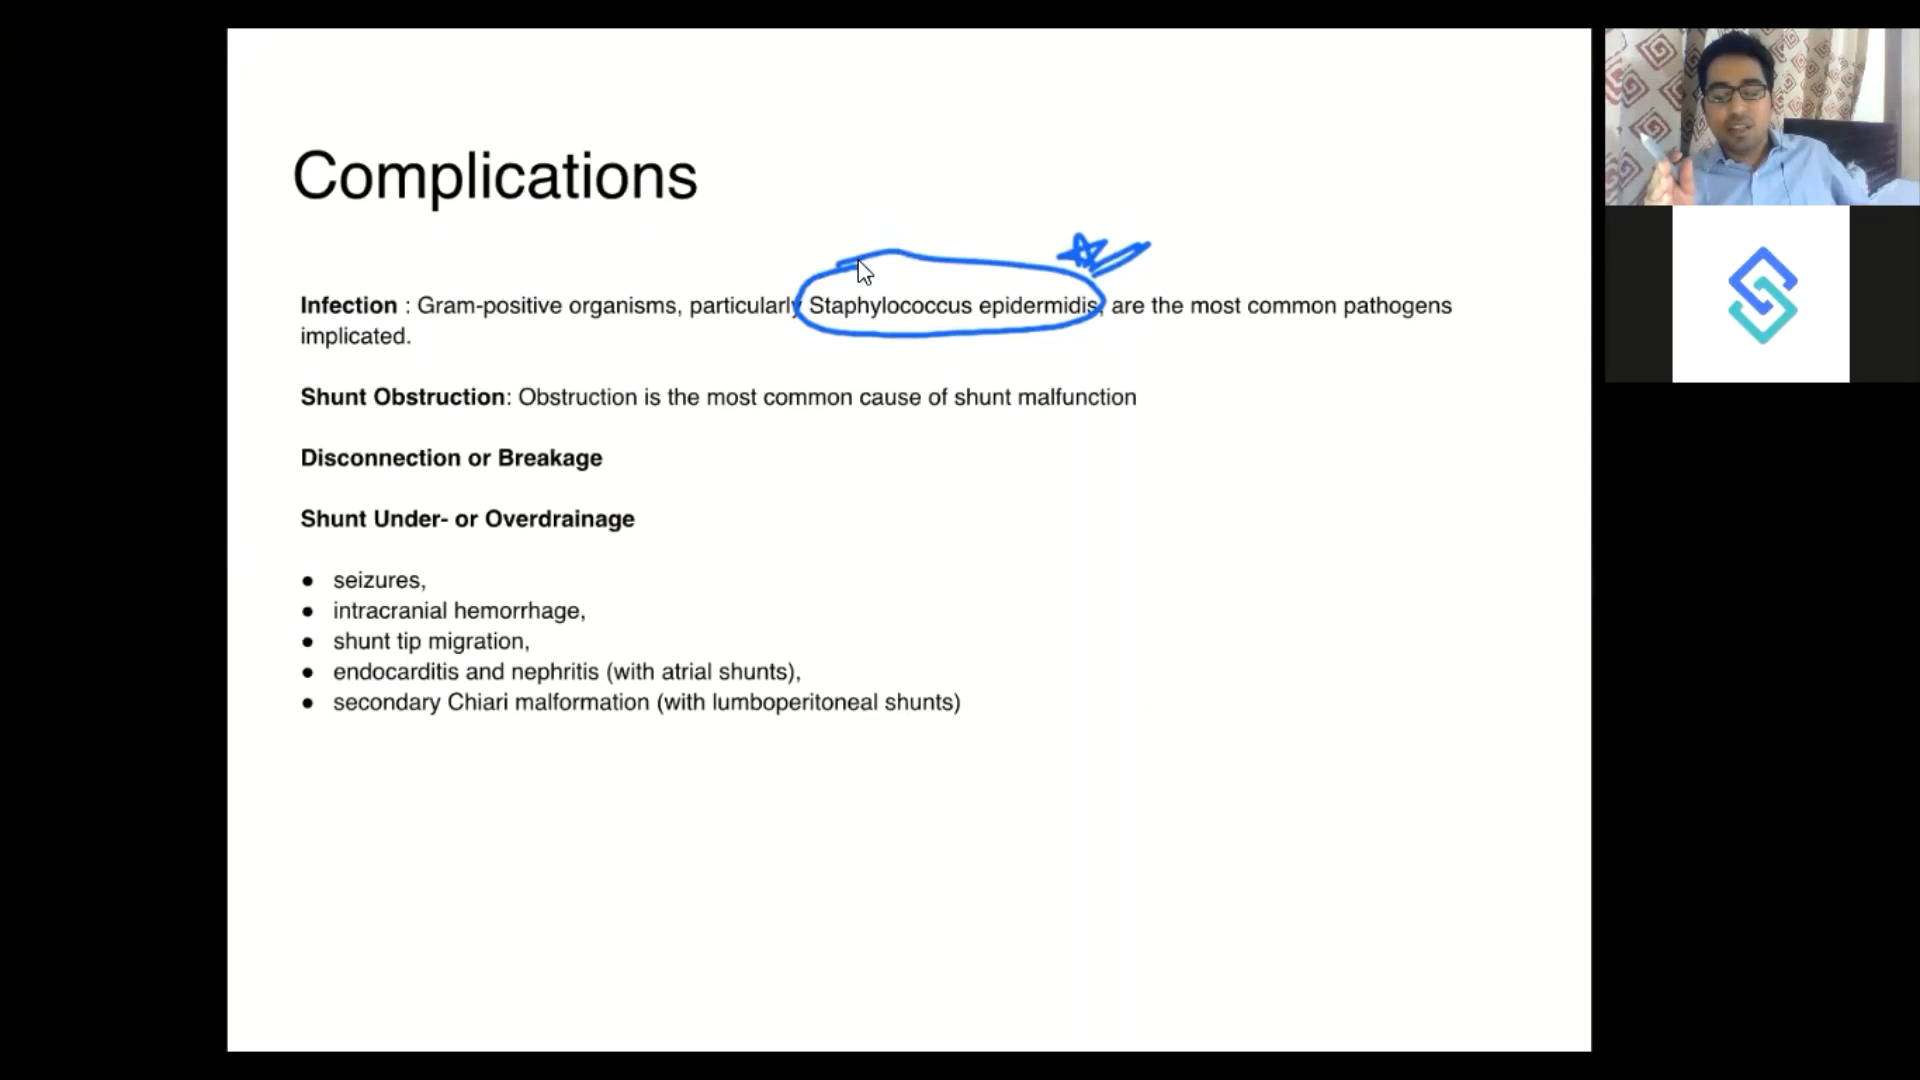 Complications
Infection : Gram-positive organisms, particularly Staphylococcus epidermidis, are the most common pathogens
implicated.
Shunt Obstruction: Obstruction is the most common cause of shunt malfunction
Disconnection or Breakage
Shunt Under- or Overdrainage
● seizures,
● intracranial hemorrhage,
● shunt tip migration,
● endocarditis and nephritis (with atrial shunts),
● secondary Chiari malformation (with lumboperitoneal shunts)